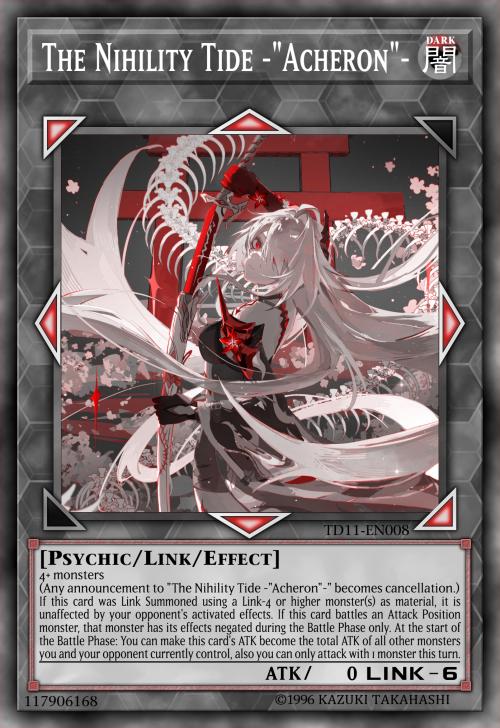 THE NIHILITY TIDE -"ACHERON"-
DARK
闇
TD11-EN008
[PSYCHIC/LINK/EFFECT]
4+ monsters
(Any announcement to "The Nihility Tide -"Acheron"-" becomes cancellation.)
If this card was Link Summoned using a Link-4 or higher monster(s) as material, it is
unaffected by your opponent's activated effects. If this card battles an Attack Position
monster, that monster has its effects negated during the Battle Phase only. At the start of
the Battle Phase: You can make this card's ATK become the total ATK of all other monsters
you and your opponent currently control, also you can only attack with 1 monster this turn.
ATK/ 0 LINK-6
117906168 ©1996 KAZUKI TAKAHASHI